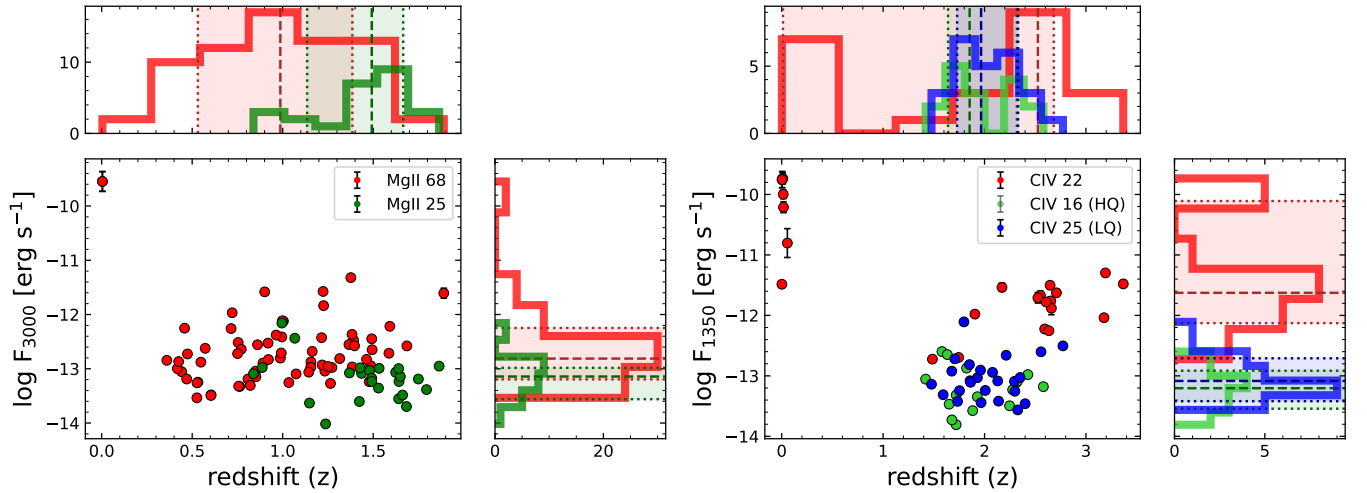 10
0
5
0
MgII 68
MgII 25
CIV 22
CIV 16 (HQ)
CIV 25 (LQ)
log F3000 [erg s−1]
−10
−11
−12
−13
−14
log F1350 [erg s−1]
−10
−11
−12
−13
−14
0.0 0.5 1.0 1.5
0 20
0 1 2 3
0 5
redshift (z)
redshift (z)